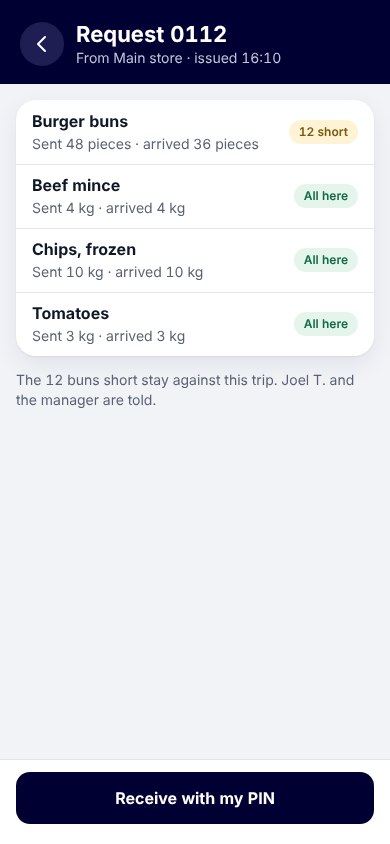 Request 0112
From Main store · issued 16:10
Burger buns
Sent 48 pieces · arrived 36 pieces
12 short
Beef mince
Sent 4 kg · arrived 4 kg
All here
Chips, frozen
Sent 10 kg · arrived 10 kg
All here
Tomatoes
Sent 3 kg · arrived 3 kg
All here
The 12 buns short stay against this trip. Joel T. and
the manager are told.
Receive with my PIN